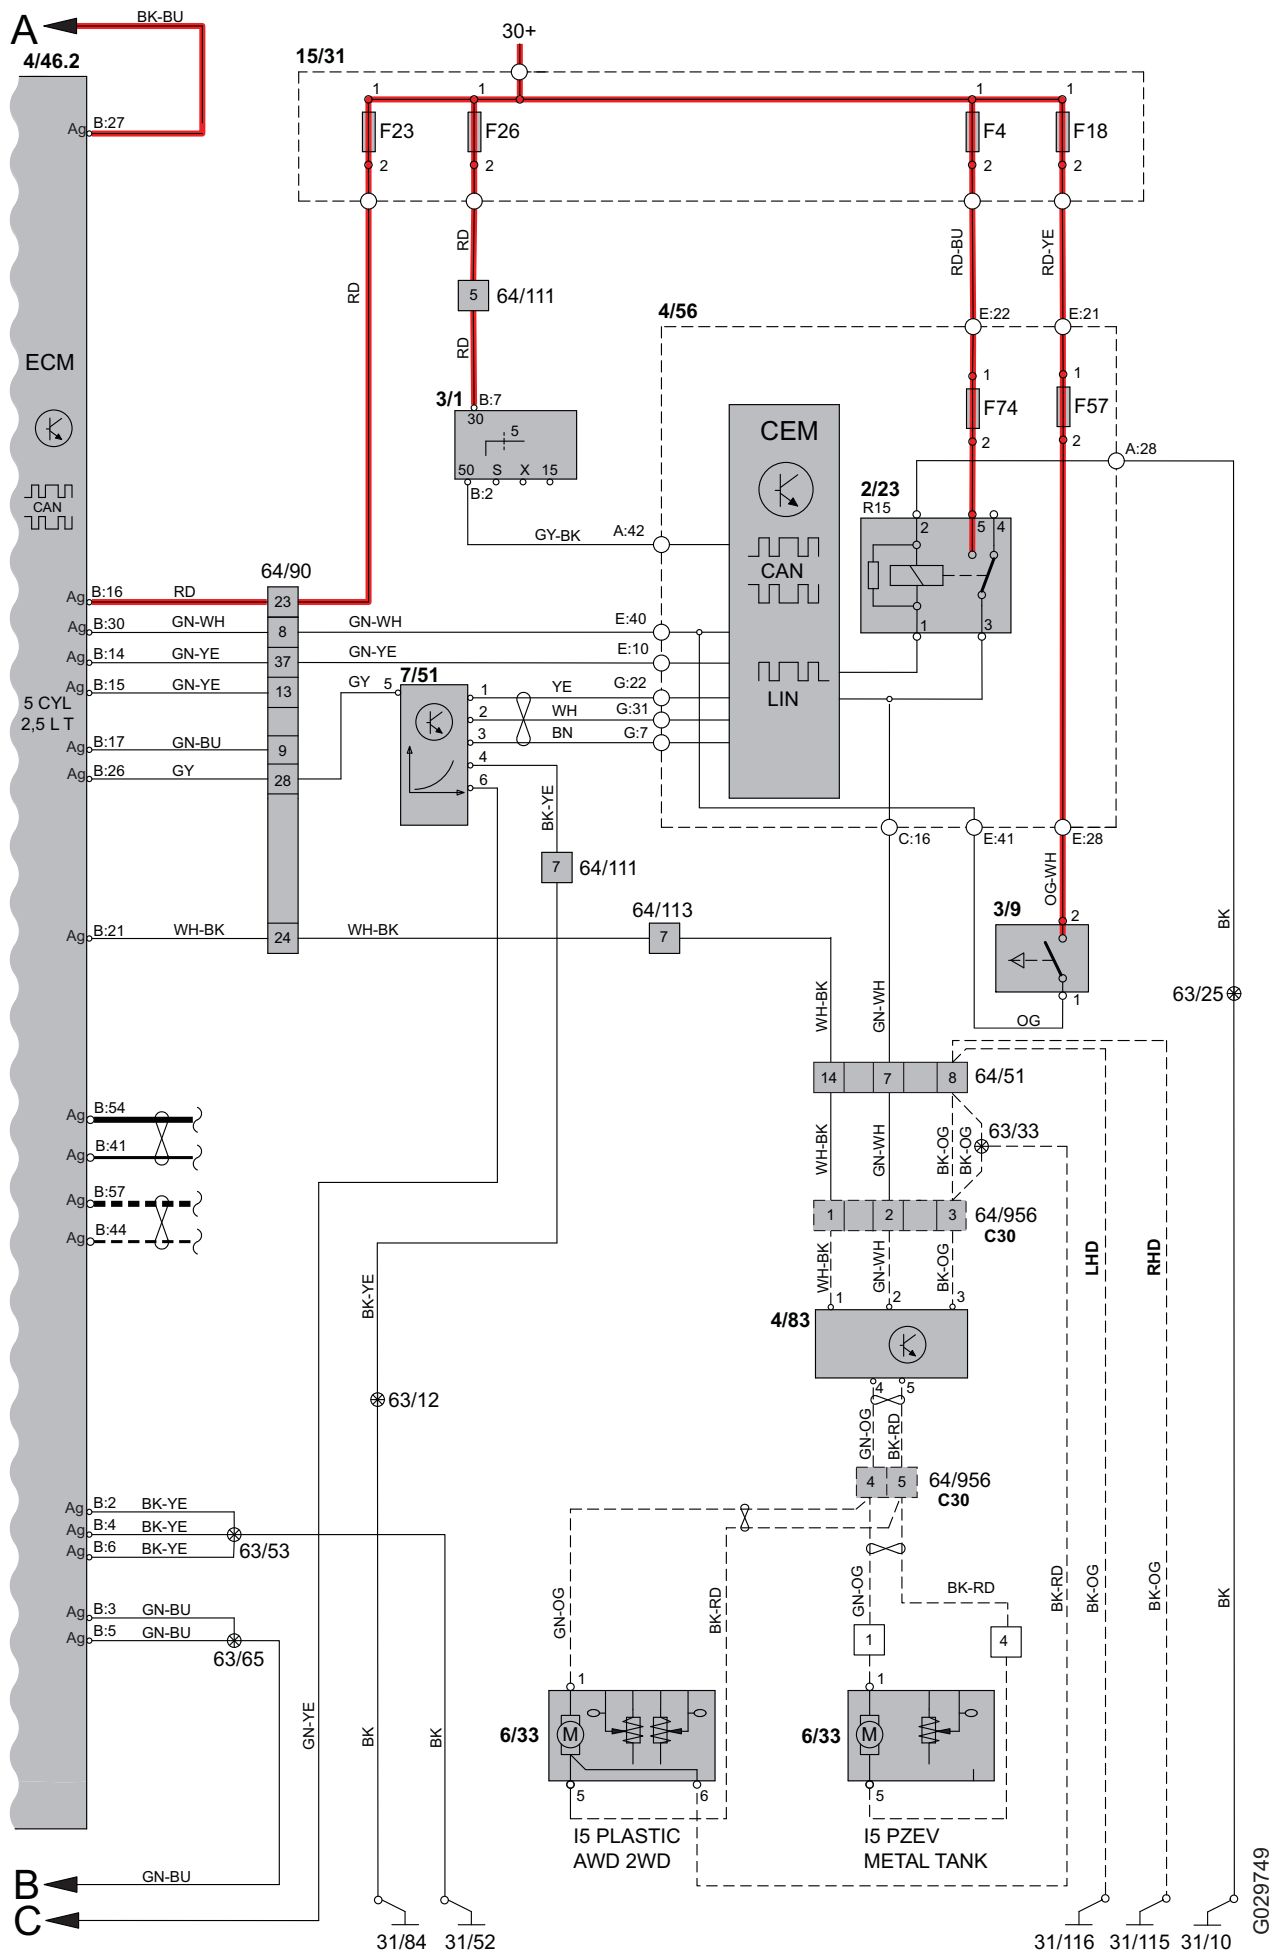 A
BK-BU
4/46.2
30+
15/31
Ag B:27
1 1 1 1
F23 F26 F4 F18
2 2 2 2
RD
RD
RD-BU
RD-YE
5 64/111
RD
4/56
E:22 E:21
ECM
CAN
3/1 B:7
30
5
50 S X 15
B:2
GY-BK A:42
CEM
CAN
LIN
1 1
F74 F57
2 2
A:28
2/23
R15
2 5 4
1 3
64/90
Ag B:16 RD 23
Ag B:30 GN-WH 8 GN-WH E:40
Ag B:14 GN-YE 37 GN-YE E:10
Ag B:15 GN-YE 13
5 CYL
2,5 L T
GY 5 7/51
1 YE G:22
2 WH G:31
3 BN G:7
4
6
Ag B:17 GN-BU 9
Ag B:26 GY 28
BK-YE
7 64/111
C:16 E:41 E:28
OG-WH
3/9
2
1
OG
BK
63/25
64/113
Ag B:21 WH-BK 24 WH-BK 7
WH-BK
GN-WH
14 7 8 64/51
WH-BK
GN-WH
BK-OG
BK-OG
63/33
Ag B:54
Ag B:41
Ag B:57
Ag B:44
1 2 3 64/956
C30
WH-BK
GN-WH
BK-OG
LHD
RHD
1 2 3
4/83
4 5
BK-YE
63/12
GN-OG
BK-RD
4 5 64/956
C30
Ag B:2 BK-YE
Ag B:4 BK-YE
Ag B:6 BK-YE
63/53
Ag B:3 GN-BU
Ag B:5 GN-BU
63/65
GN-OG
BK-RD
GN-OG
BK-RD
1 4
BK-RD
BK-OG
BK-OG
BK
GN-YE
BK
BK
1
6/33 M
5 6
I5 PLASTIC
AWD 2WD
1
6/33 M
5
I5 PZEV
METAL TANK
B GN-BU
C
31/84 31/52 31/116 31/115 31/10
G029749